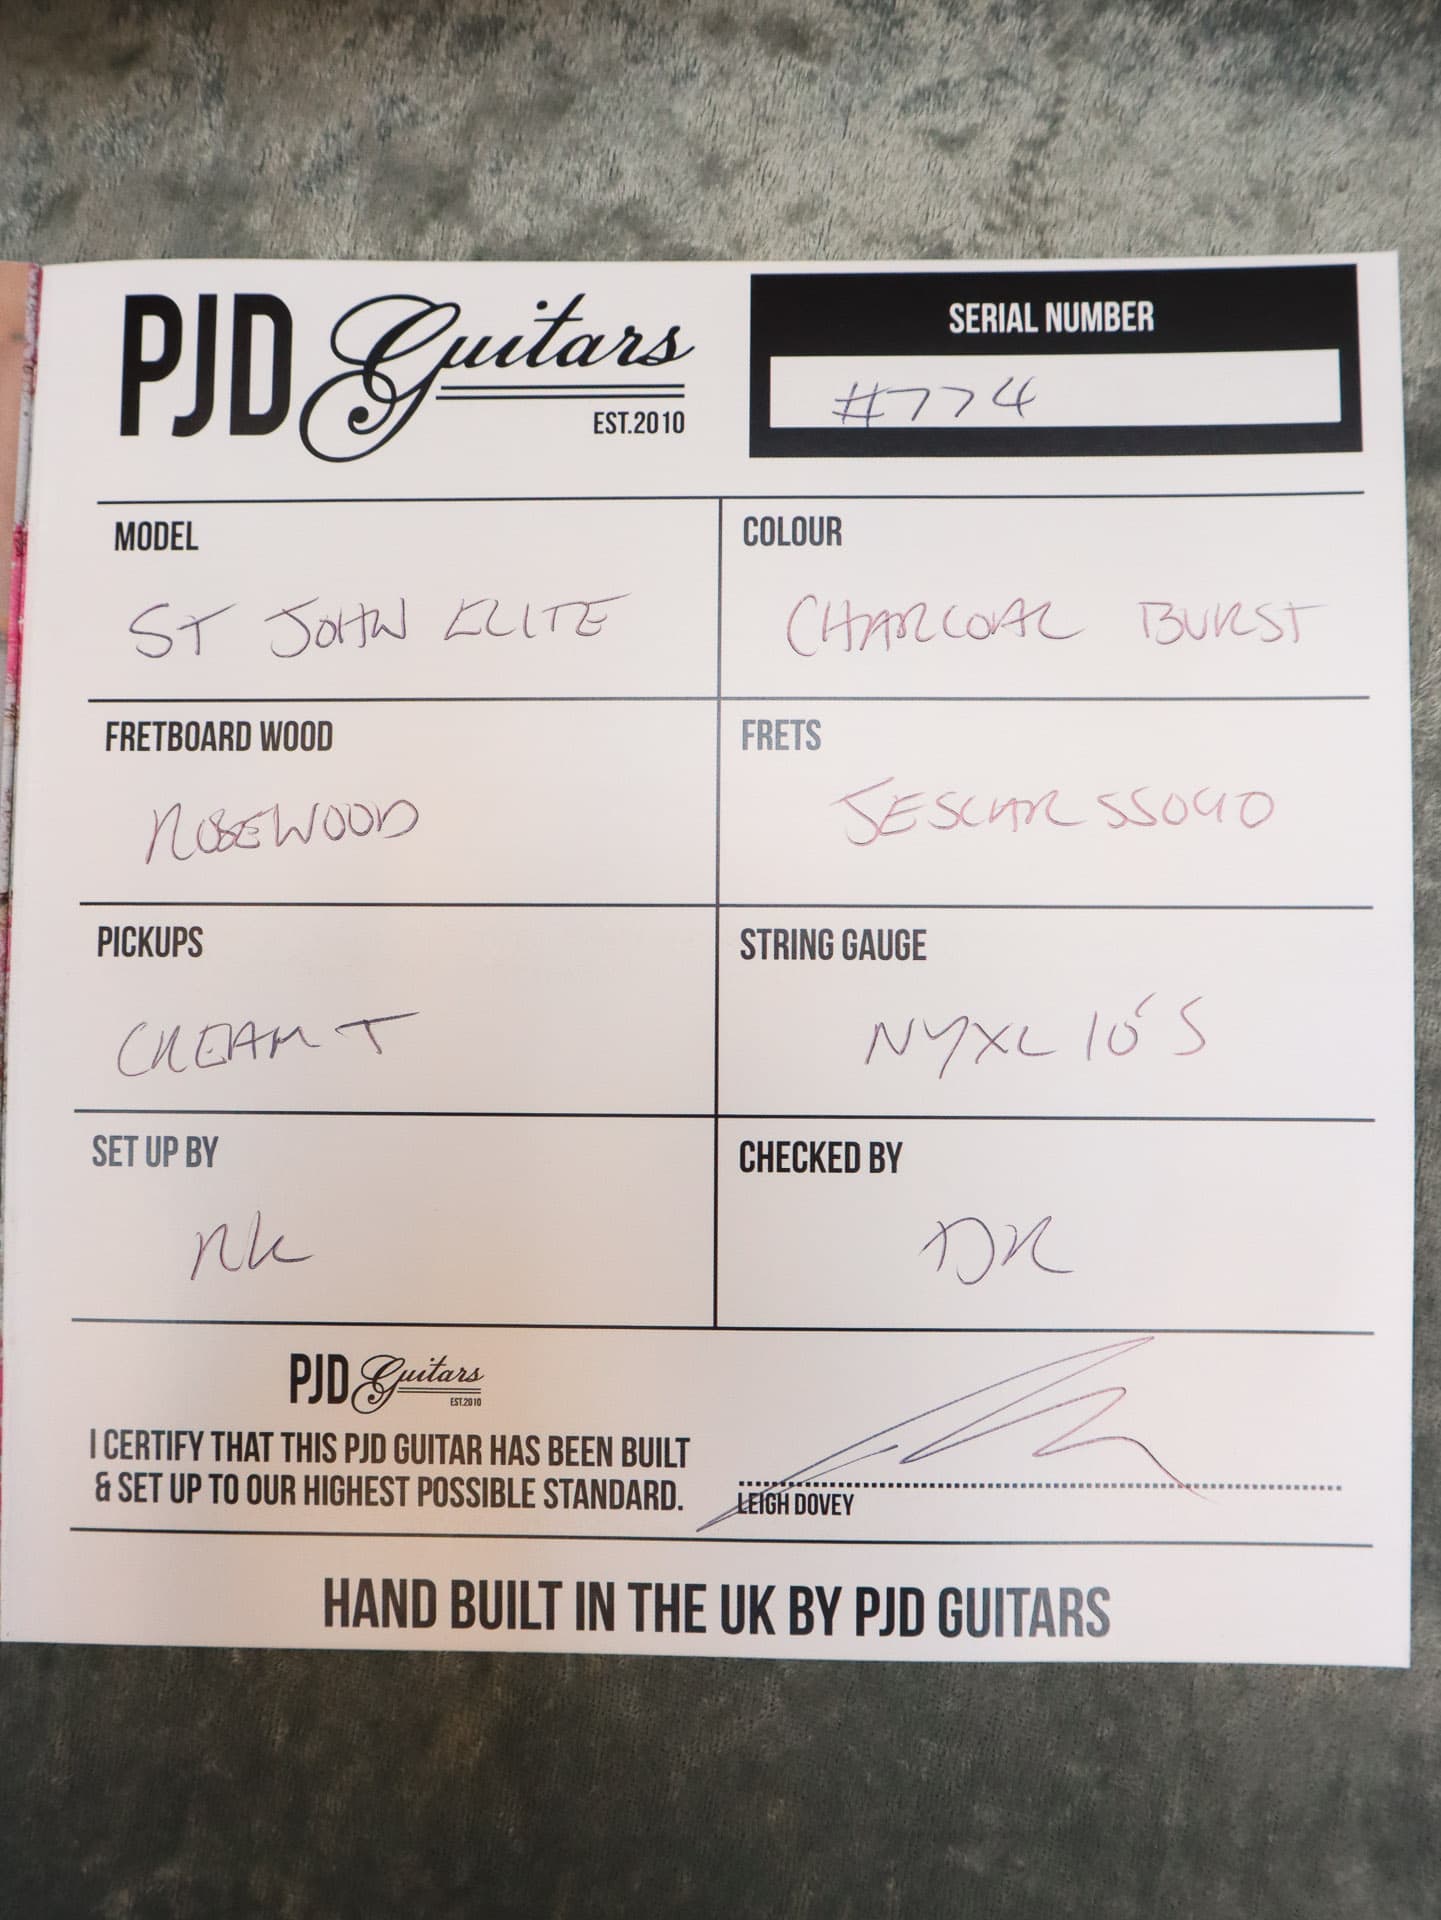 PJD Guitars
EST.2010
SERIAL NUMBER
#774
MODEL
ST JOHN ELITE
COLOUR
CHARCOAL BURST
FRETBOARD WOOD
ROSEWOOD
FRETS
JESCAR SS090
PICKUPS
CREAM T
STRING GAUGE
NYXL 10'S
SET UP BY
RK
CHECKED BY
DR
PJD Guitars
EST.2010
I CERTIFY THAT THIS PJD GUITAR HAS BEEN BUILT
& SET UP TO OUR HIGHEST POSSIBLE STANDARD.
LEIGH DOVEY
HAND BUILT IN THE UK BY PJD GUITARS